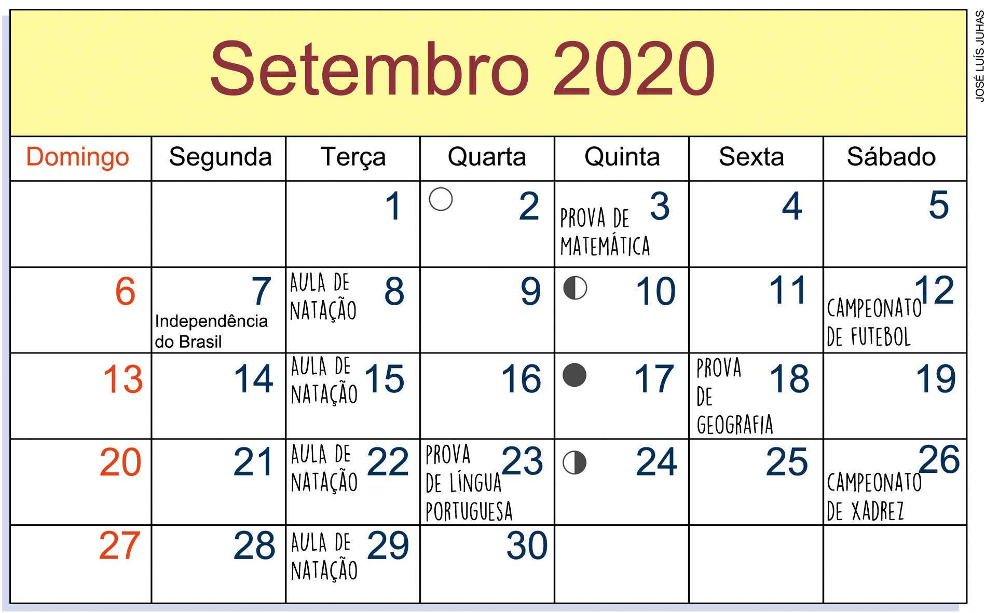 Setembro 2020
JOSÉ LUÍS JUHAS
Domingo Segunda Terça Quarta Quinta Sexta Sábado
1 2 3 4 5
PROVA DE
MATEMÁTICA
6 7 8 9 10 11 12
Independência
do Brasil
AULA DE
NATAÇÃO
CAMPEONATO
DE FUTEBOL
13 14 15 16 17 18 19
AULA DE
NATAÇÃO
PROVA
DE
GEOGRAFIA
20 21 22 23 24 25 26
AULA DE
NATAÇÃO
PROVA
DE LÍNGUA
PORTUGUESA
CAMPEONATO
DE XADREZ
27 28 29 30
AULA DE
NATAÇÃO